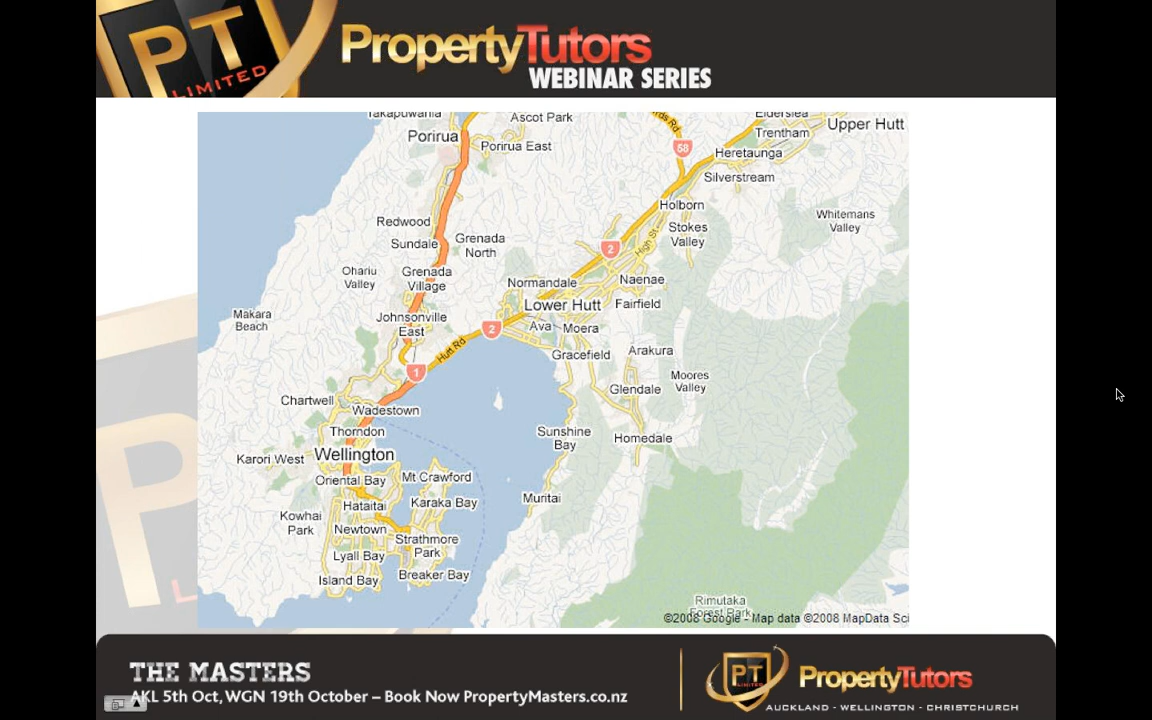 PT
LIMITED
PropertyTutors
WEBINAR SERIES
Takapuwahia
Ascot Park
Elderslea
Upper Hutt
Porirua
Porirua East
rds Rd
58
Trentham
Heretaunga
Silverstream
Holborn
Redwood
Sundale
Grenada
North
Stokes
Valley
Whitemans
Valley
High St
2
Ohariu
Valley
Grenada
Village
Normandale
Naenae
Lower Hutt
Fairfield
Makara
Beach
Johnsonville
East
2
Ava
Moera
Hutt Rd
Gracefield
Arakura
1
Glendale
Moores
Valley
Chartwell
Wadestown
Thorndon
Sunshine
Bay
Homedale
Karori West
Wellington
Oriental Bay
Mt Crawford
Muritai
Hataitai
Karaka Bay
Kowhai
Park
Newtown
Strathmore
Park
Lyall Bay
Island Bay
Breaker Bay
Rimutaka
Forest Park
©2008 Google - Map data ©2008 MapData Sci
P
L
THE MASTERS
AKL 5th Oct, WGN 19th October – Book Now PropertyMasters.co.nz
PT
LIMITED
PropertyTutors
AUCKLAND - WELLINGTON - CHRISTCHURCH